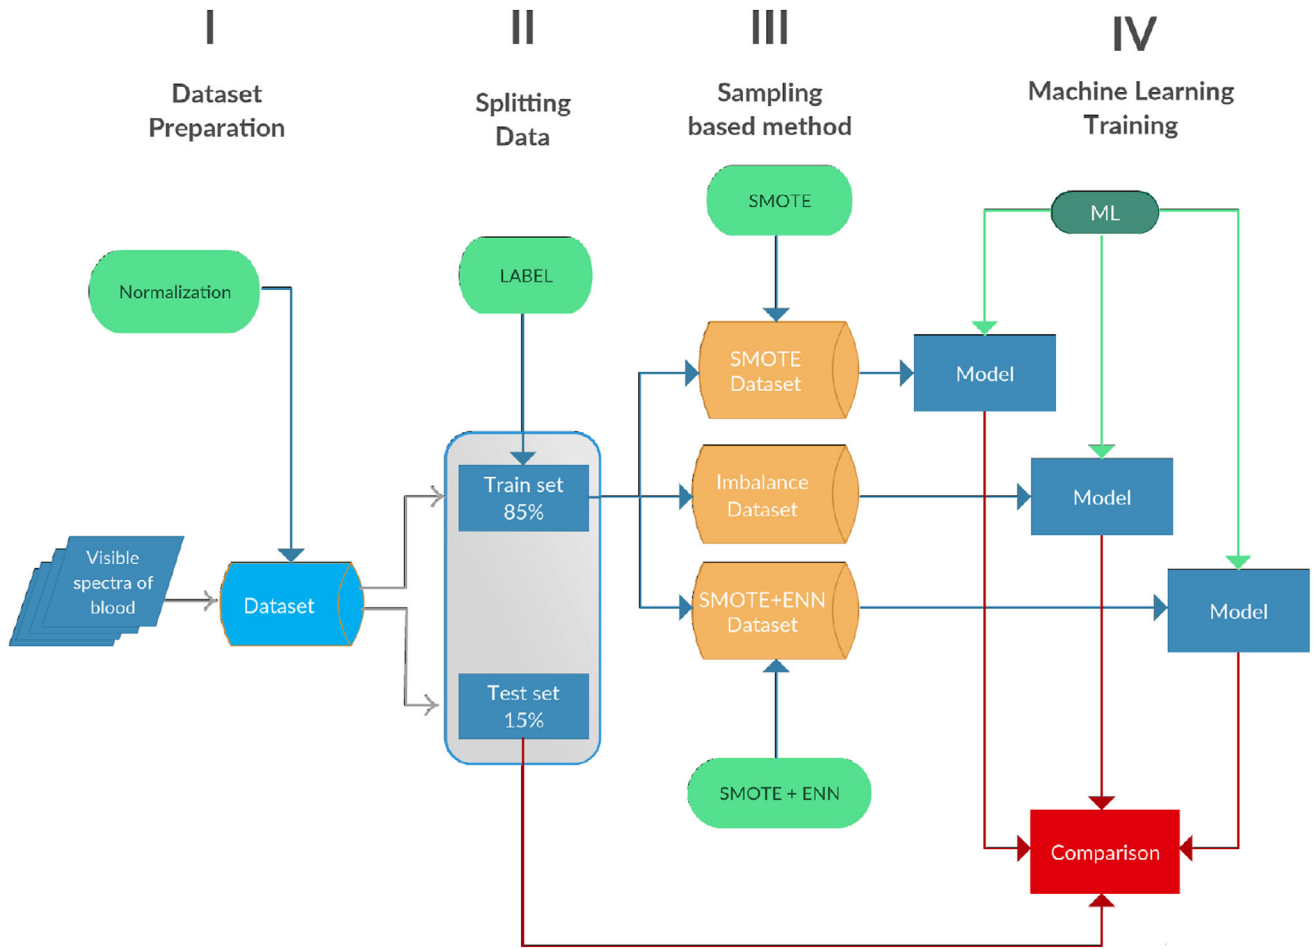 I
Dataset
Preparation
II
Splitting
Data
III
Sampling
based method
IV
Machine Learning
Training
Normalization
LABEL
SMOTE
ML
Visible
spectra of
blood
Dataset
Train set
85%
Test set
15%
SMOTE
Dataset
Imbalance
Dataset
SMOTE+ENN
Dataset
SMOTE + ENN
Model
Model
Model
Comparison